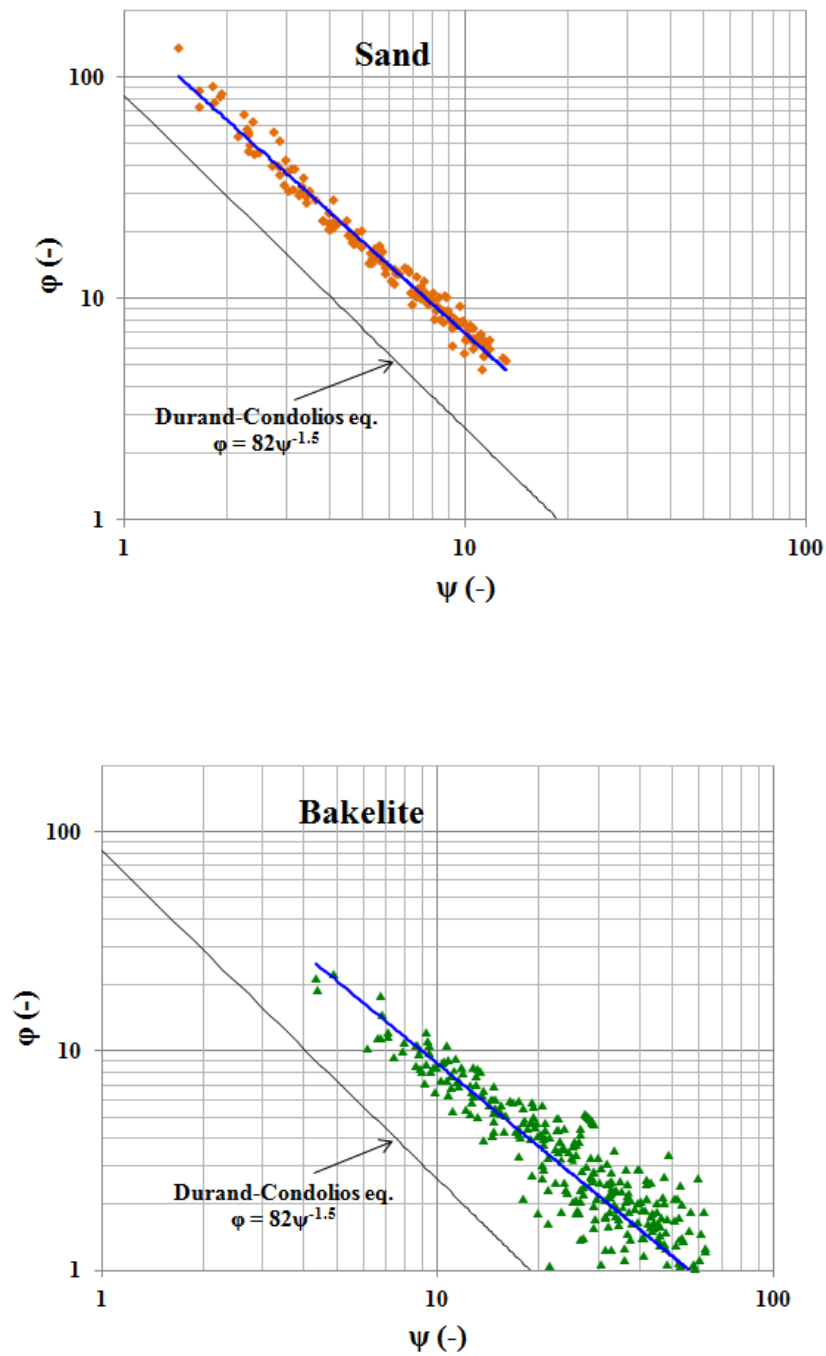 Sand
100
10
1
φ (-)
Durand-Condolios eq.
φ = 82ψ-1.5
1 10 100
ψ (-)
Bakelite
100
10
1
φ (-)
Durand-Condolios eq.
φ = 82ψ-1.5
1 10 100
ψ (-)